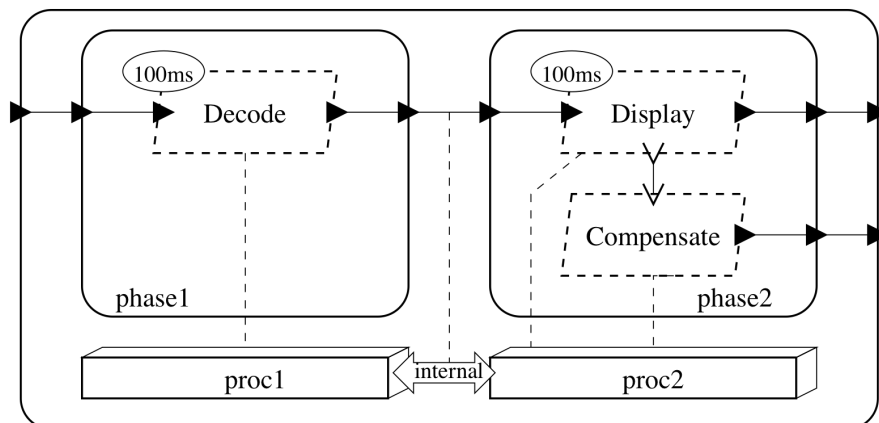 100ms
Decode
100ms
Display
Compensate
phase1
phase2
proc1
internal
proc2